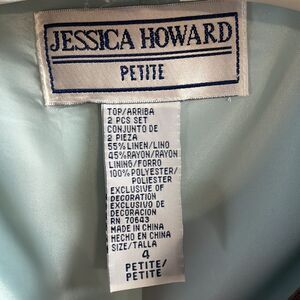 JESSICA HOWARD
PETITE
TOP/ARRIBA
2 PCS SET
CONJUNTO DE
2 PIEZA
55% LINEN/LINO
45% RAYON/RAYON
LINING/FORRO
100% POLYESTER/
POLIESTER
EXCLUSIVE OF
DECORATION
EXCLUSIVO DE
DECORACION
RN 70643
MADE IN CHINA
HECHO EN CHINA
SIZE/TALLA
4
PETITE/
PETITE